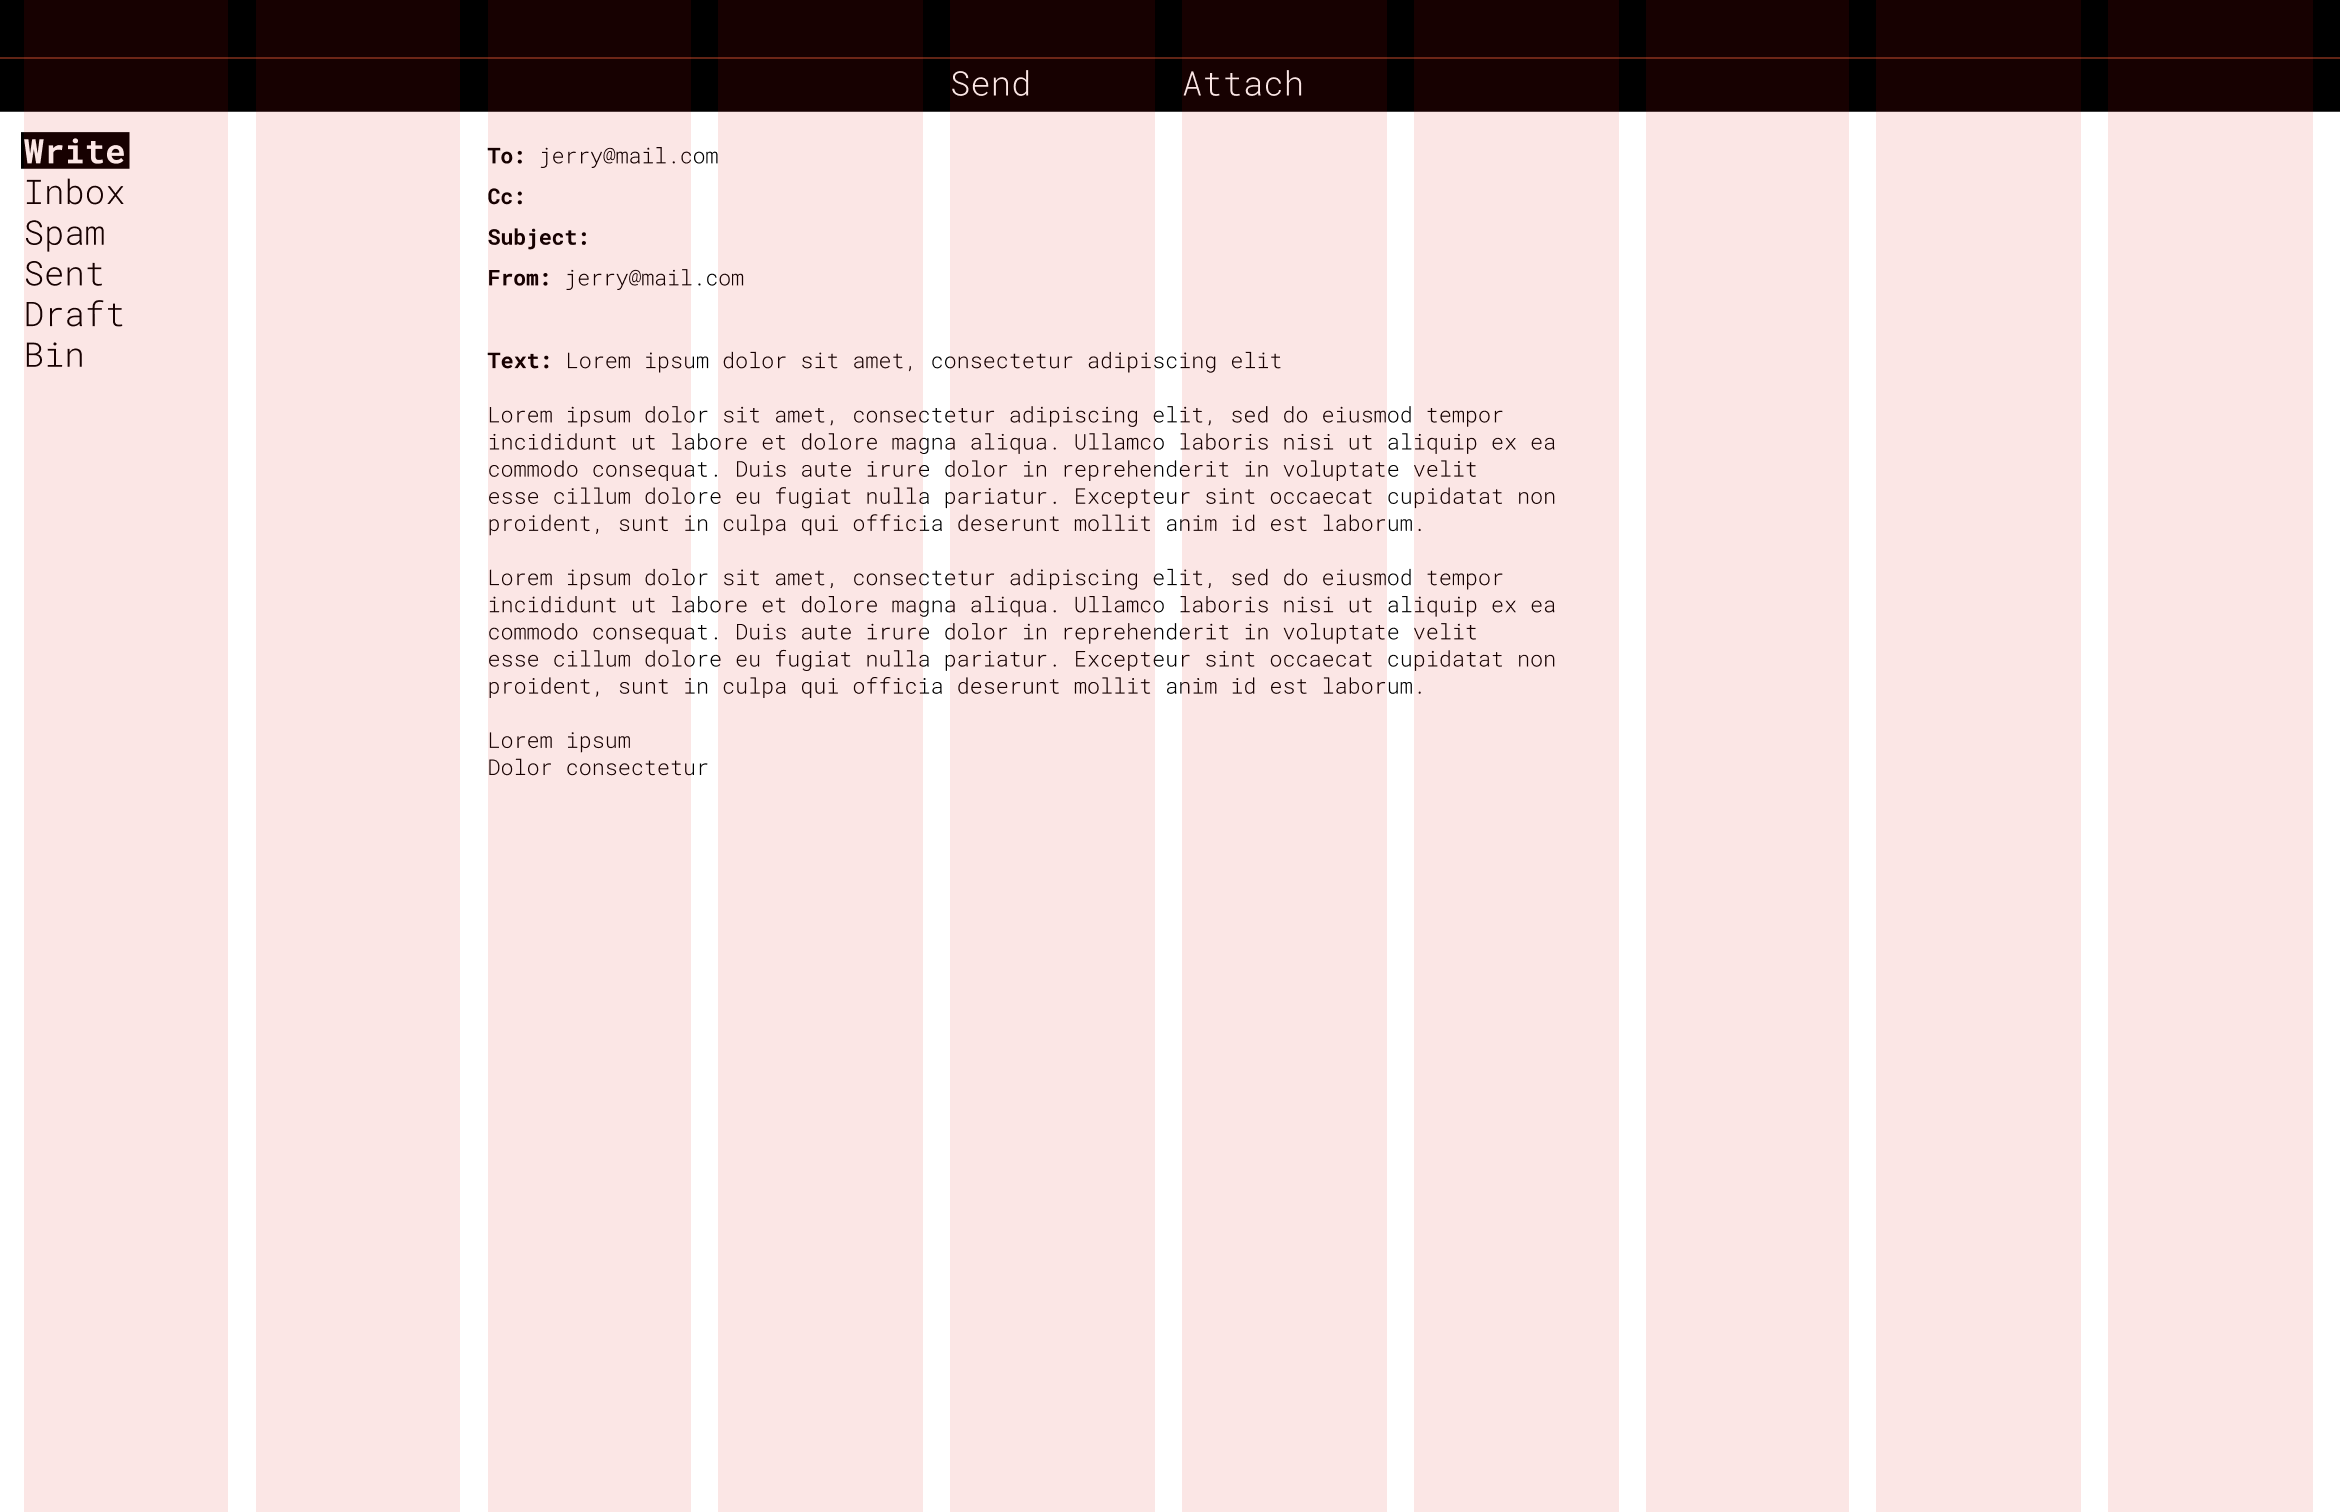 Send Attach
Write
Inbox
Spam
Sent
Draft
Bin
To: jerry@mail.com
Cc:
Subject:
From: jerry@mail.com
Text: Lorem ipsum dolor sit amet, consectetur adipiscing elit
Lorem ipsum dolor sit amet, consectetur adipiscing elit, sed do eiusmod tempor
incididunt ut labore et dolore magna aliqua. Ullamco laboris nisi ut aliquip ex ea
commodo consequat. Duis aute irure dolor in reprehenderit in voluptate velit
esse cillum dolore eu fugiat nulla pariatur. Excepteur sint occaecat cupidatat non
proident, sunt in culpa qui officia deserunt mollit anim id est laborum.
Lorem ipsum dolor sit amet, consectetur adipiscing elit, sed do eiusmod tempor
incididunt ut labore et dolore magna aliqua. Ullamco laboris nisi ut aliquip ex ea
commodo consequat. Duis aute irure dolor in reprehenderit in voluptate velit
esse cillum dolore eu fugiat nulla pariatur. Excepteur sint occaecat cupidatat non
proident, sunt in culpa qui officia deserunt mollit anim id est laborum.
Lorem ipsum
Dolor consectetur